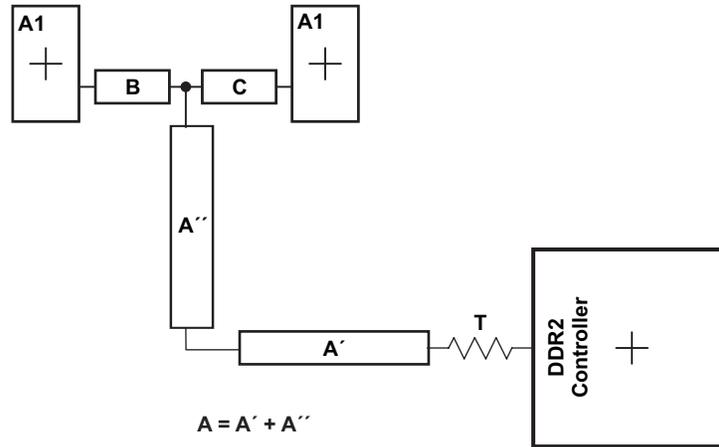 A1
A1
B
C
A´´
T
A´
DDR2
Controller
A = A´ + A´´